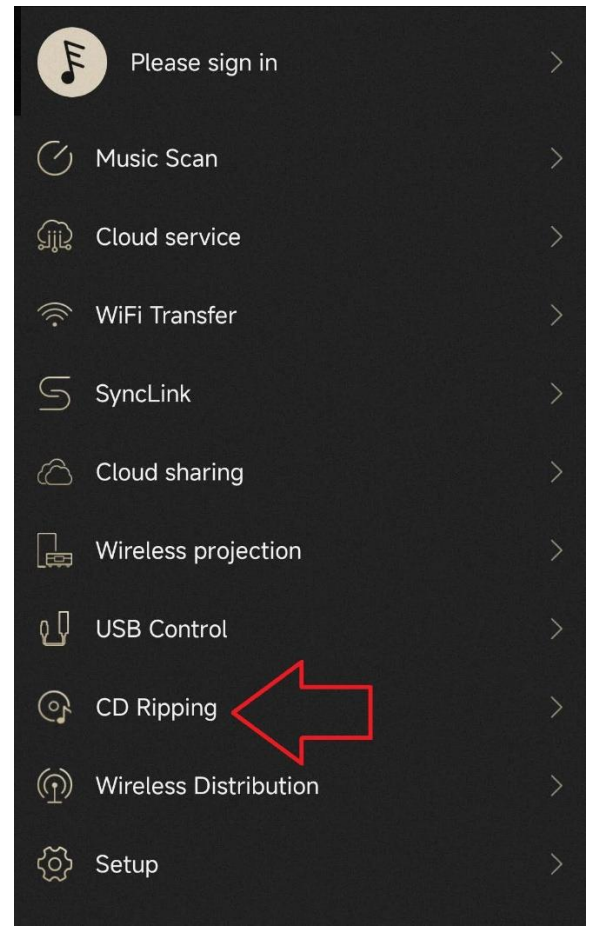 Please sign in
Music Scan
Cloud service
WiFi Transfer
SyncLink
Cloud sharing
Wireless projection
USB Control
CD Ripping
Wireless Distribution
Setup